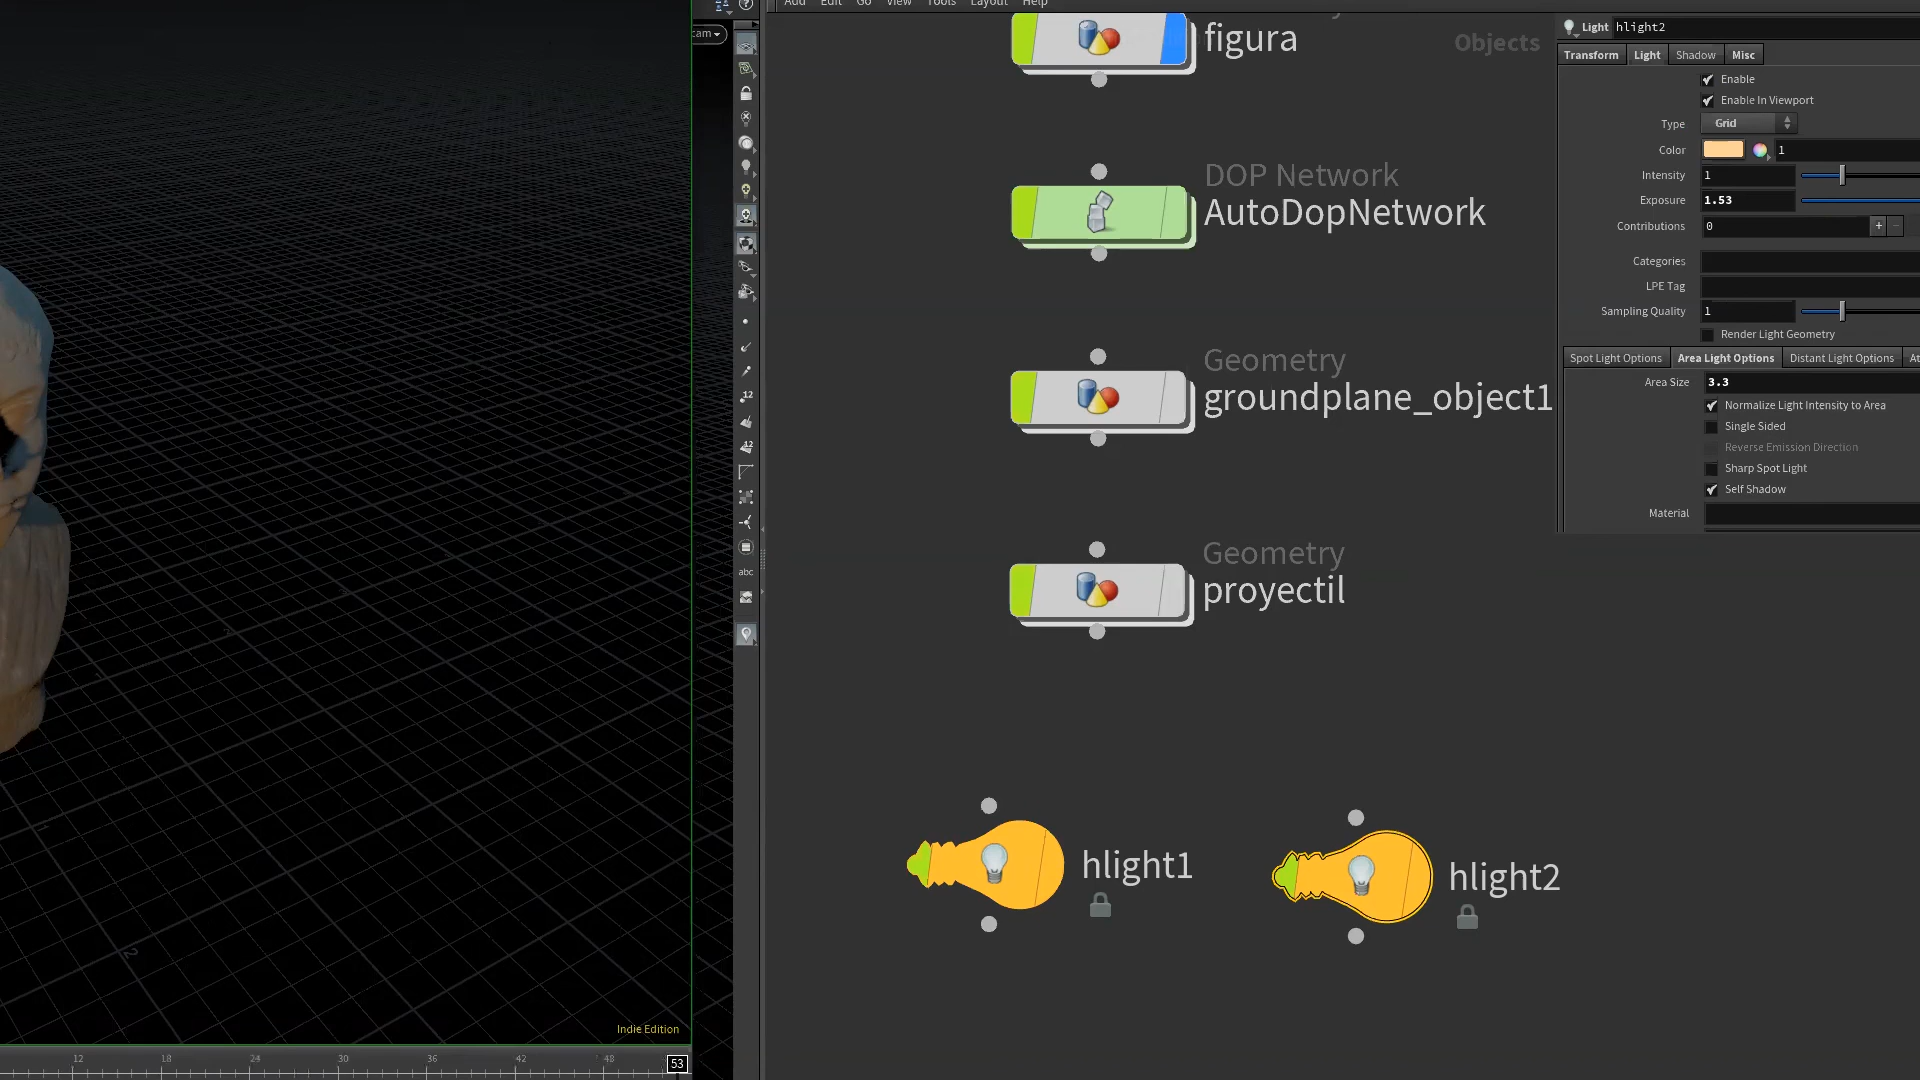 Add Edit Go View Tools Layout Help
cam
figura
Objects
DOP Network
AutoDopNetwork
Geometry
groundplane_object1
Geometry
proyectil
hlight1
hlight2
12
12
abc
Indie Edition
12 18 24 30 36 42 48 53
Light hlight2
Transform Light Shadow Misc
Enable
Enable In Viewport
Type Grid
Color 1
Intensity 1
Exposure 1.53
Contributions 0
Categories
LPE Tag
Sampling Quality 1
Render Light Geometry
Spot Light Options Area Light Options Distant Light Options
Area Size 3.3
Normalize Light Intensity to Area
Single Sided
Reverse Emission Direction
Sharp Spot Light
Self Shadow
Material